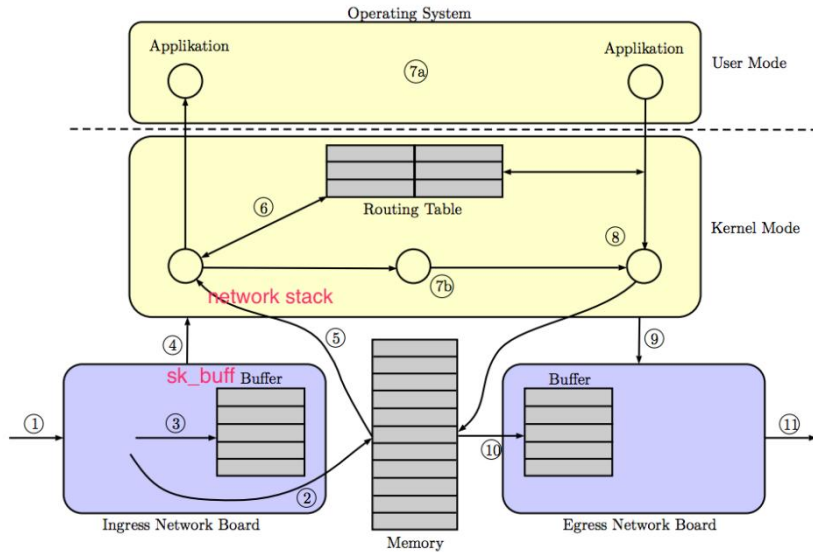 Operating System
Applikation
Applikation
7a
User Mode
6
Routing Table
8
Kernel Mode
7b
network stack
4
5
9
sk_buff
Buffer
Buffer
1
3
10
11
2
Ingress Network Board
Egress Network Board
Memory